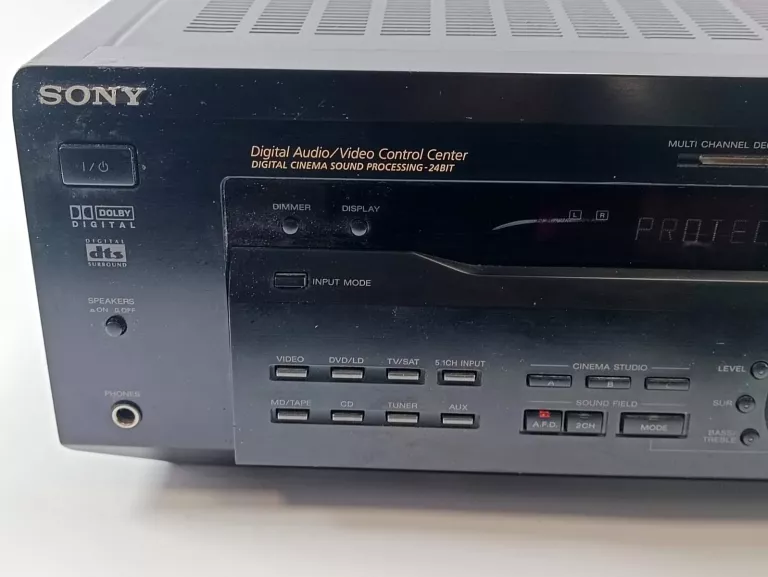 SONY
Digital Audio/Video Control Center
DIGITAL CINEMA SOUND PROCESSING-24BIT
MULTI CHANNEL DE
I/⏻
DOLBY
DIGITAL
DIGITAL
dts
SURROUND
DIMMER
DISPLAY
L R
PROTEC
INPUT MODE
SPEAKERS
ON OFF
PHONES
VIDEO DVD/LD TV/SAT 5.1CH INPUT
MD/TAPE CD TUNER AUX
CINEMA STUDIO
A B C
SOUND FIELD
A.F.D. 2CH MODE
LEVEL
SUR
BASS/
TREBLE